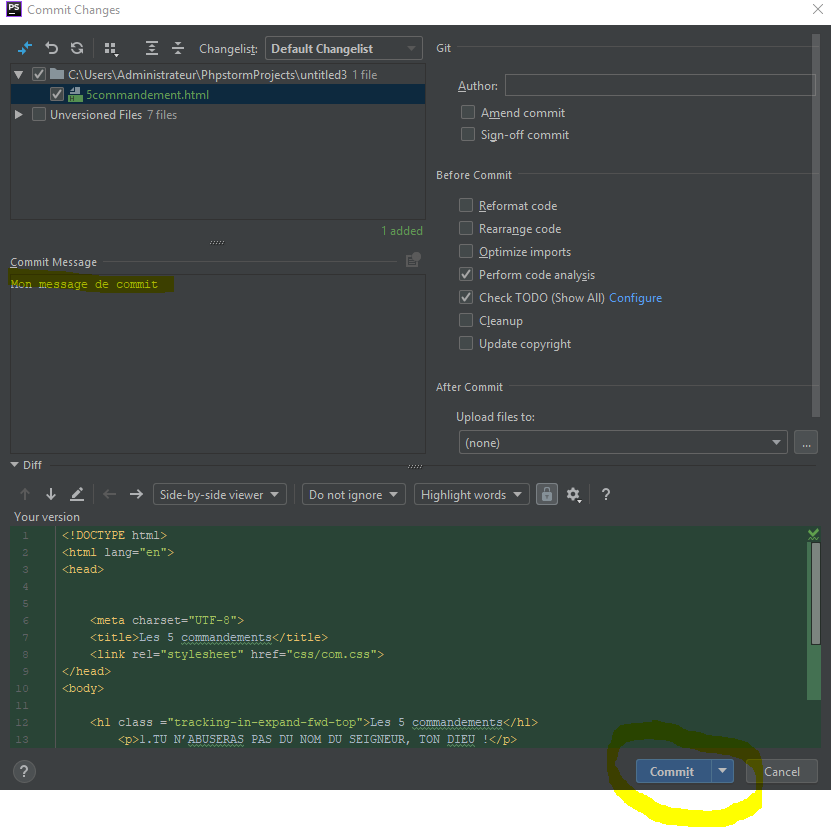 PS Commit Changes
Changelist: Default Changelist
C:\Users\Administrateur\PhpstormProjects\untitled3 1 file
5commandement.html
Unversioned Files 7 files
1 added
Commit Message
Mon message de commit
Git
Author:
Amend commit
Sign-off commit
Before Commit
Reformat code
Rearrange code
Optimize imports
Perform code analysis
Check TODO (Show All) Configure
Cleanup
Update copyright
After Commit
Upload files to:
(none)
...
Diff
Side-by-side viewer Do not ignore Highlight words ?
Your version
1 <!DOCTYPE html>
2 <html lang="en">
3 <head>
4
5
6 <meta charset="UTF-8">
7 <title>Les 5 commandements</title>
8 <link rel="stylesheet" href="css/com.css">
9 </head>
10 <body>
11
12 <h1 class ="tracking-in-expand-fwd-top">Les 5 commandements</h1>
13 <p>1.TU N’ABUSERAS PAS DU NOM DU SEIGNEUR, TON DIEU !</p>
? Commit Cancel